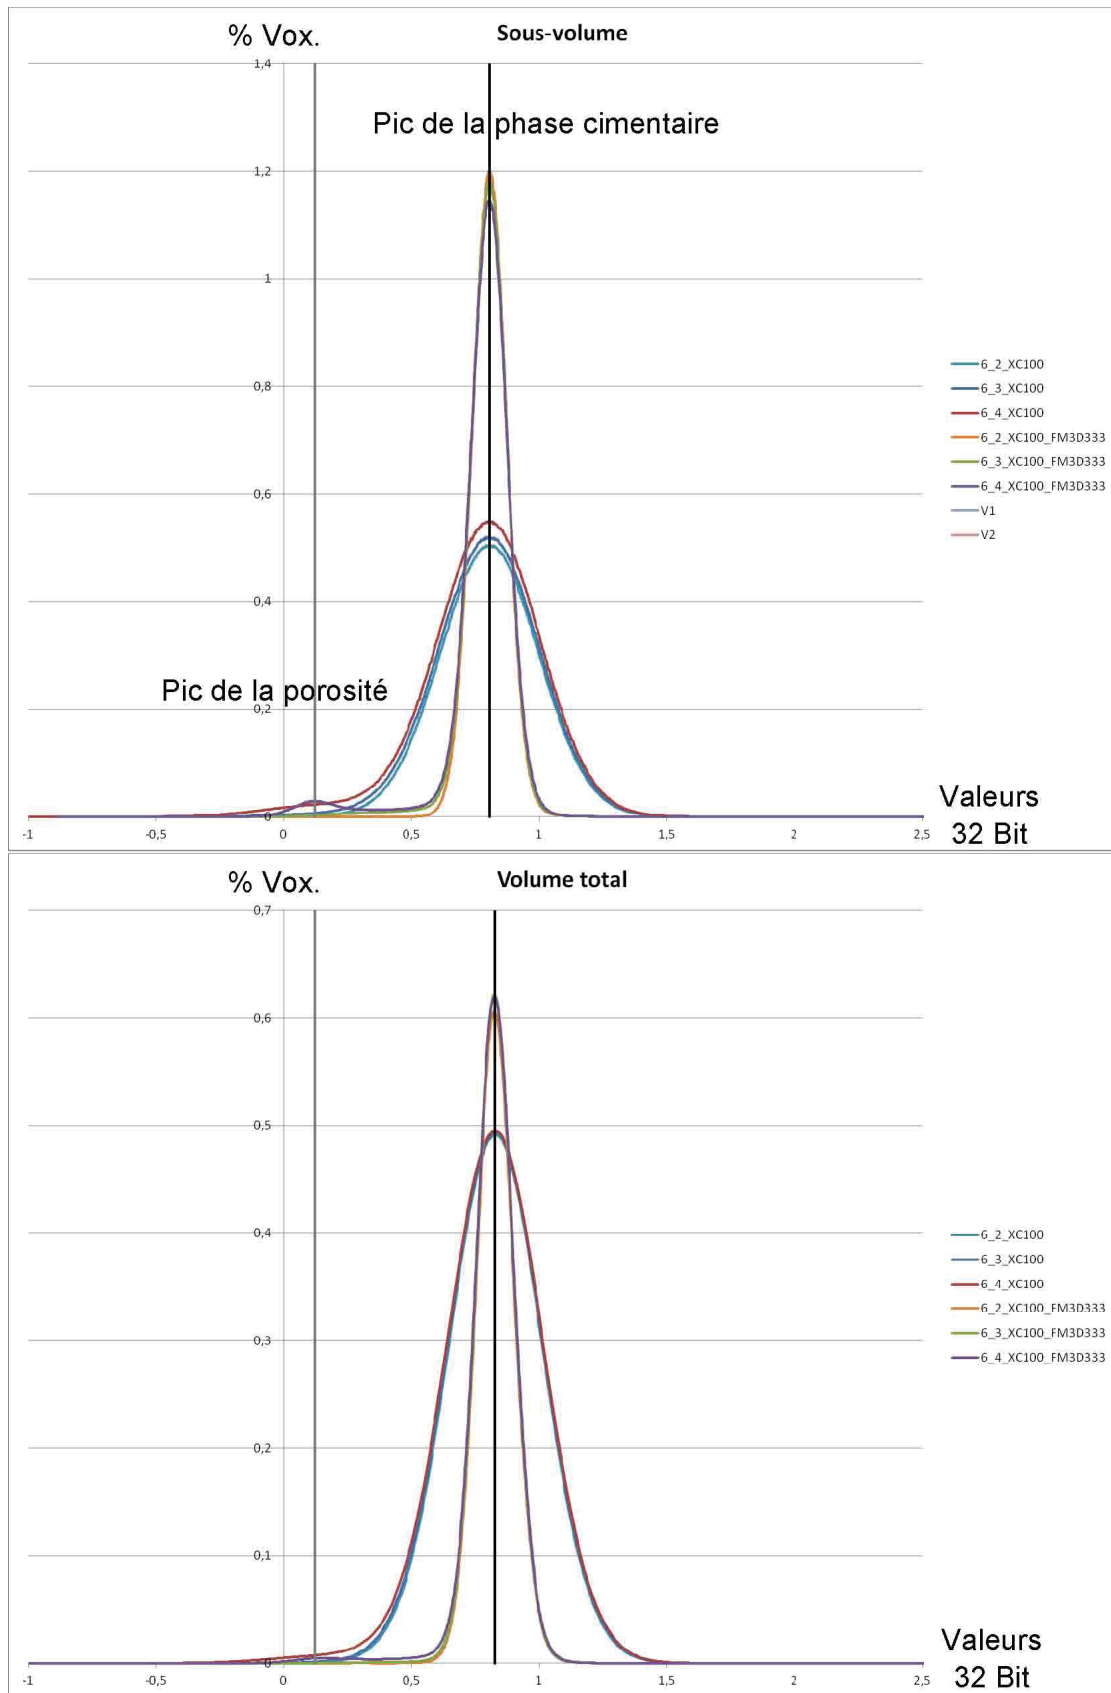 % Vox.
Sous-volume
1,4
Pic de la phase cimentaire
1,2
1
0,8
6_2_XC100
6_3_XC100
6_4_XC100
6_2_XC100_FM3D333
6_3_XC100_FM3D333
6_4_XC100_FM3D333
V1
V2
0,6
0,4
Pic de la porosité
0,2
0
-1 -0,5 0 0,5 1 1,5 2 2,5
Valeurs
32 Bit
% Vox.
Volume total
0,7
0,6
0,5
0,4
6_2_XC100
6_3_XC100
6_4_XC100
6_2_XC100_FM3D333
6_3_XC100_FM3D333
6_4_XC100_FM3D333
0,3
0,2
0,1
0
-1 -0,5 0 0,5 1 1,5 2 2,5
Valeurs
32 Bit